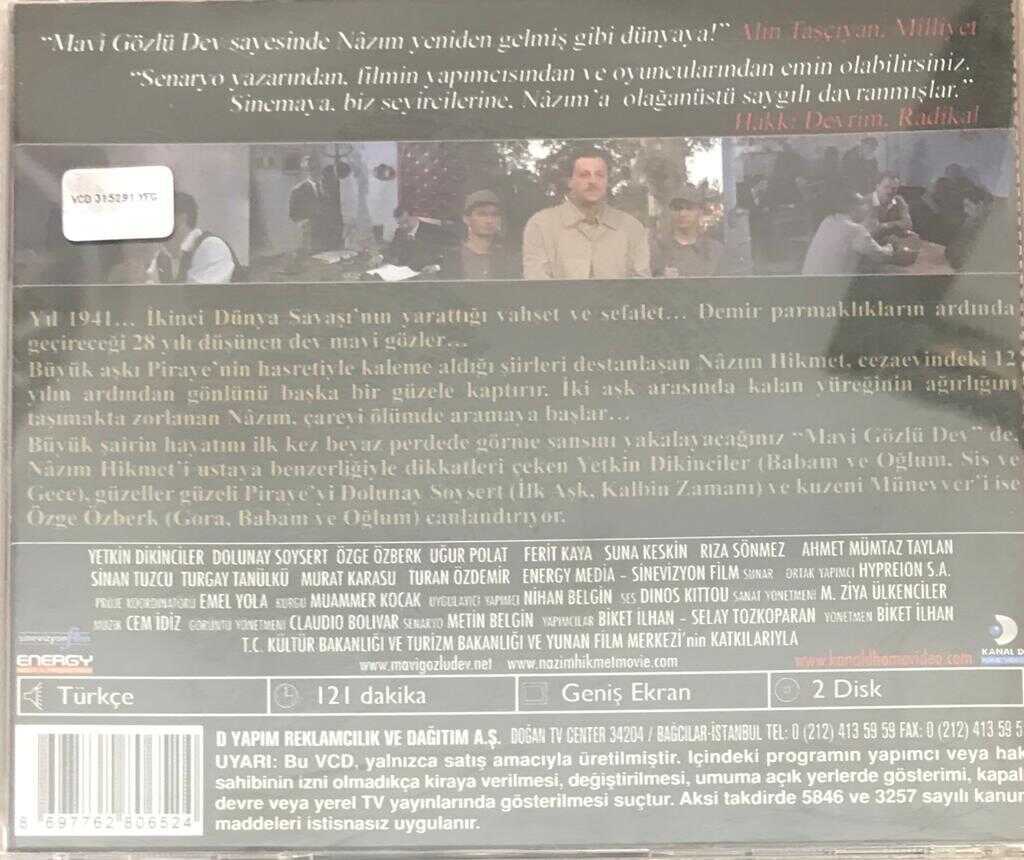 “Mavi Gözlü Dev sayesinde Nâzım yeniden gelmiş gibi dünyaya!” Alin Taşçıyan, Milliyet
“Senaryo yazarından, filmin yapımcısından ve oyuncularından emin olabilirsiniz.
Sinemaya, biz seyircilerine, Nâzım’a olağanüstü saygılı davranmışlar.”
Hakkı Devrim, Radikal
VCD 315291 YFG
Yıl 1941... İkinci Dünya Savaşı’nın yarattığı vahşet ve sefalet... Demir parmaklıkların ardında
geçireceği 28 yılı düşünen dev mavi gözler...
Büyük aşkı Piraye’nin hasretiyle kaleme aldığı şiirleri destanlaşan Nâzım Hikmet, cezaevindeki 12
yılın ardından gönlünü başka bir güzele kaptırır. İki aşk arasında kalan yüreğinin ağırlığını
taşımakta zorlanan Nâzım, çareyi ölümde aramaya başlar...
Büyük şairin hayatını ilk kez beyaz perdede görme şansını yakalayacağınız “Mavi Gözlü Dev” de,
Nâzım Hikmet’i ustaya benzerliğiyle dikkatleri çeken Yetkin Dikinciler (Babam ve Oğlum, Sis ve
Gece), güzeller güzeli Piraye’yi Dolunay Soysert (İlk Aşk, Kalbin Zamanı) ve kuzeni Münevver’i ise
Özge Özberk (Gora, Babam ve Oğlum) canlandırıyor.
YETKİN DİKİNCİLER DOLUNAY SOYSERT ÖZGE ÖZBERK UĞUR POLAT FERİT KAYA SUNA KESKİN RIZA SÖNMEZ AHMET MÜMTAZ TAYLAN
SİNAN TUZCU TURGAY TANÜLKÜ MURAT KARASU TURAN ÖZDEMİR ENERGY MEDIA - SİNEVİZYON FİLM SUNAR ORTAK YAPIMCI HYPREION S.A.
PROJE KOORDİNATÖRÜ EMEL YOLA KURGU MUAMMER KOCAK UYGULAYICI YAPIMCI NİHAN BELGİN SES DINOS KITTOU SANAT YÖNETMENİ M. ZİYA ÜLKENCİLER
MÜZİK CEM İDİZ GÖRÜNTÜ YÖNETMENİ CLAUDIO BOLIVAR SENARYO METİN BELGİN YAPIMCILAR BİKET İLHAN - SELAY TOZKOPARAN YÖNETMEN BİKET İLHAN
T.C. KÜLTÜR BAKANLIĞI VE TURİZM BAKANLIĞI VE YUNAN FİLM MERKEZİ’nin KATKILARIYLA
sinevizyon film
ENERGY
www.mavigozludev.net www.nazimhikmetmovie.com
www.kanaldhomevideo.com
KANAL D
HOME VIDEO
Türkçe
121 dakika
Geniş Ekran
2 Disk
D YAPIM REKLAMCILIK VE DAĞITIM A.Ş. DOĞAN TV CENTER 34204 / BAĞCILAR-İSTANBUL TEL: 0 (212) 413 59 59 FAX: 0 (212) 413 59 5
UYARI: Bu VCD, yalnızca satış amacıyla üretilmiştir. İçindeki programın yapımcı veya hak
sahibinin izni olmadıkça kiraya verilmesi, değiştirilmesi, umuma açık yerlerde gösterimi, kapal
devre veya yerel TV yayınlarında gösterilmesi suçtur. Aksi takdirde 5846 ve 3257 sayılı kanun
maddeleri istisnasız uygulanır.
8 697762 806524